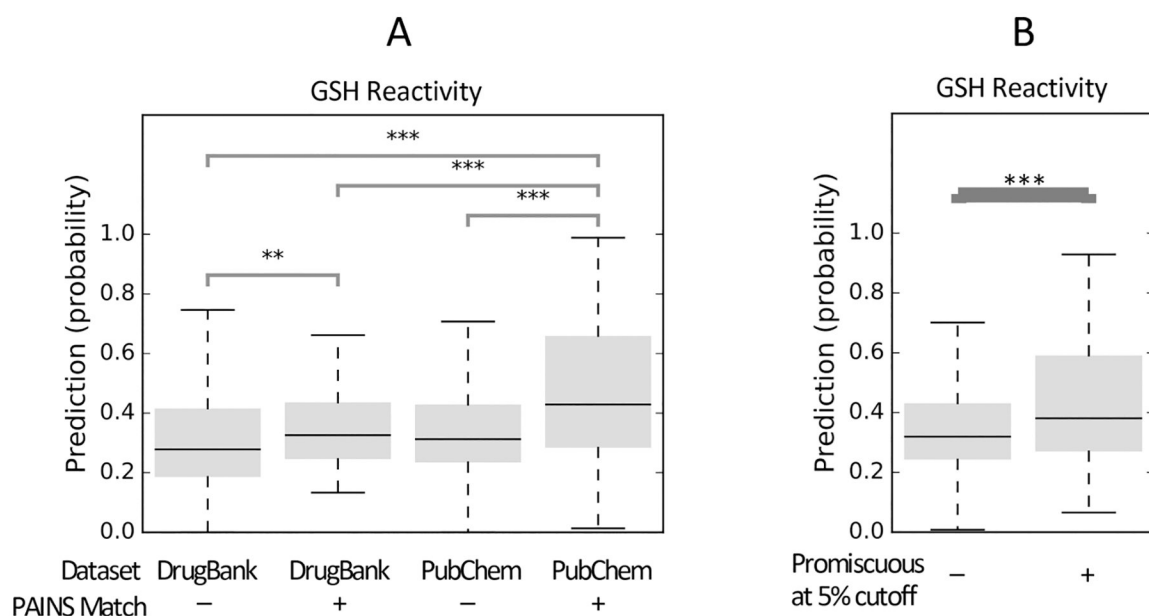 A
B
GSH Reactivity
GSH Reactivity
***
***
***
***
**
Prediction (probability)
1.0
0.8
0.6
0.4
0.2
0.0
Prediction (probability)
1.0
0.8
0.6
0.4
0.2
0.0
Dataset DrugBank DrugBank PubChem PubChem
PAINS Match – + – +
Promiscuous – +
at 5% cutoff